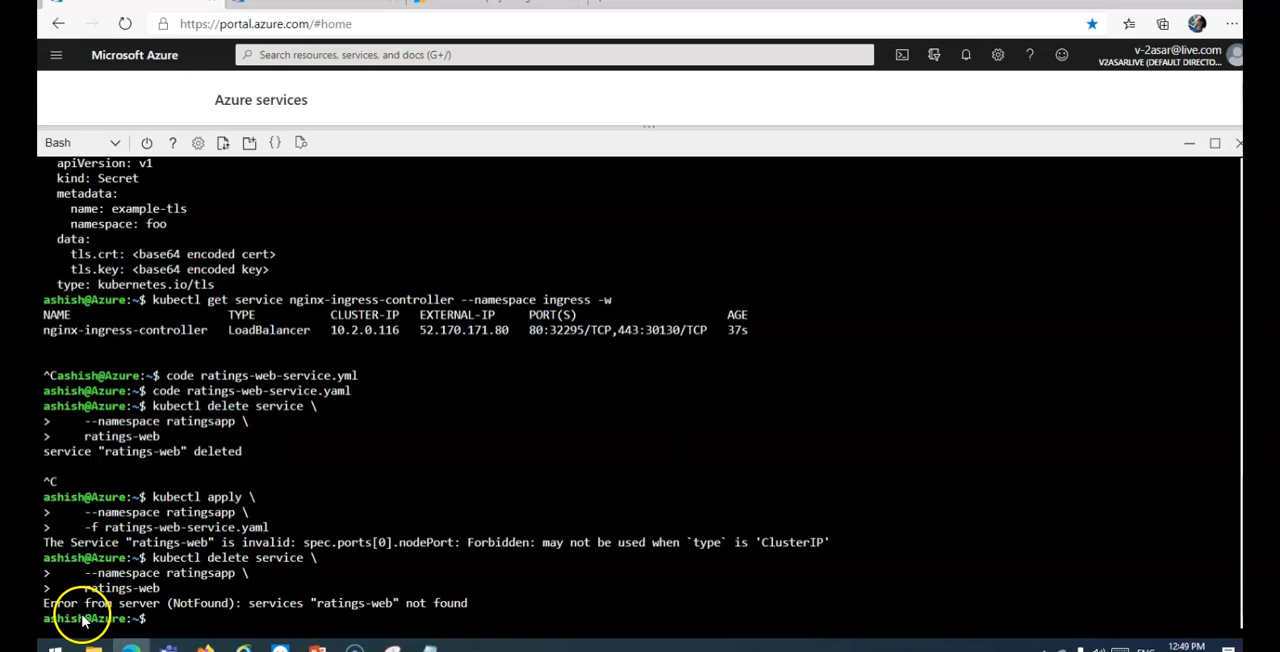 https://portal.azure.com/#home
Microsoft Azure
Search resources, services, and docs (G+/)
v-2asar@live.com
V2ASARLIVE (DEFAULT DIRECTO...
Azure services
Bash
apiVersion: v1
kind: Secret
metadata:
name: example-tls
namespace: foo
data:
tls.crt: <base64 encoded cert>
tls.key: <base64 encoded key>
type: kubernetes.io/tls
ashish@Azure:~$ kubectl get service nginx-ingress-controller --namespace ingress -w
NAME TYPE CLUSTER-IP EXTERNAL-IP PORT(S) AGE
nginx-ingress-controller LoadBalancer 10.2.0.116 52.170.171.80 80:32295/TCP,443:30130/TCP 37s
^Cashish@Azure:~$ code ratings-web-service.yml
ashish@Azure:~$ code ratings-web-service.yaml
ashish@Azure:~$ kubectl delete service \
> --namespace ratingsapp \
> ratings-web
service "ratings-web" deleted
^C
ashish@Azure:~$ kubectl apply \
> --namespace ratingsapp \
> -f ratings-web-service.yaml
The Service "ratings-web" is invalid: spec.ports[0].nodePort: Forbidden: may not be used when `type` is 'ClusterIP'
ashish@Azure:~$ kubectl delete service \
> --namespace ratingsapp \
> ratings-web
Error from server (NotFound): services "ratings-web" not found
ashish@Azure:~$
12:49 PM